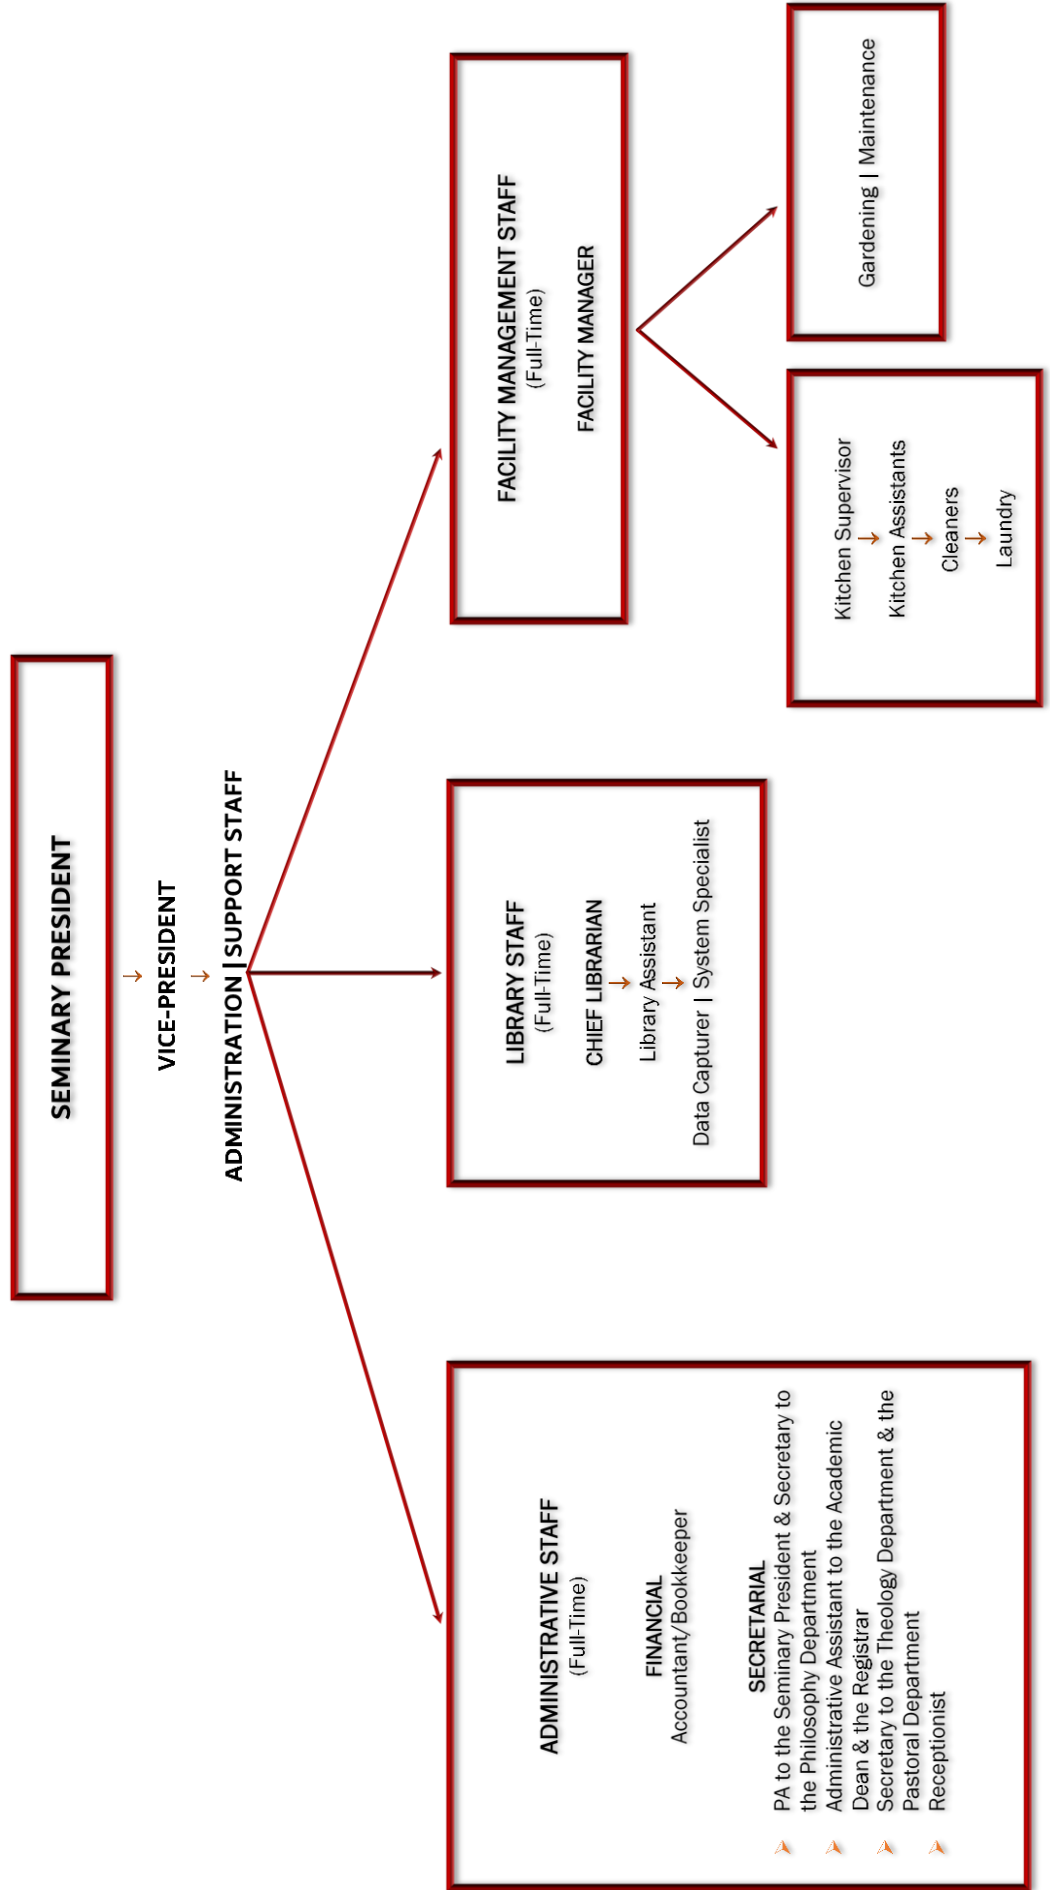 SEMINARY PRESIDENT
VICE-PRESIDENT
ADMINISTRATION | SUPPORT STAFF
ADMINISTRATIVE STAFF
(Full-Time)
FINANCIAL
Accountant/Bookkeeper
SECRETARIAL
PA to the Seminary President & Secretary to
the Philosophy Department
Administrative Assistant to the Academic
Dean & the Registrar
Secretary to the Theology Department & the
Pastoral Department
Receptionist
LIBRARY STAFF
(Full-Time)
CHIEF LIBRARIAN
Library Assistant
Data Capturer | System Specialist
FACILITY MANAGEMENT STAFF
(Full-Time)
FACILITY MANAGER
Kitchen Supervisor
Kitchen Assistants
Cleaners
Laundry
Gardening | Maintenance